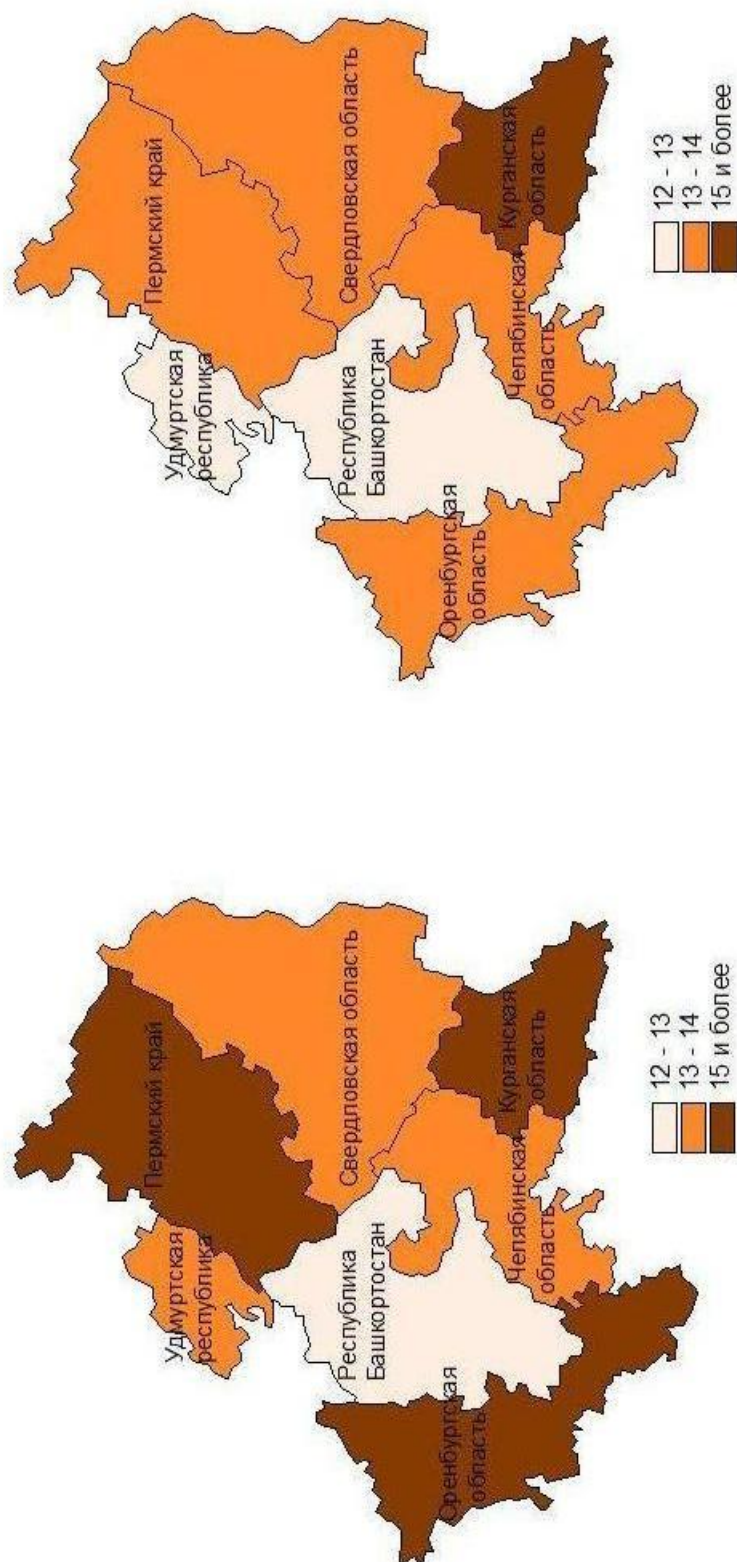 Пермский край
Удмуртская
республика
Свердловская область
Республика
Башкортостан
Оренбургская
область
Челябинская
область
Курганская
область
12 - 13
13 - 14
15 и более
Пермский край
Удмуртская
республика
Свердловская область
Республика
Башкортостан
Оренбургская
область
Челябинская
область
Курганская
область
12 - 13
13 - 14
15 и более